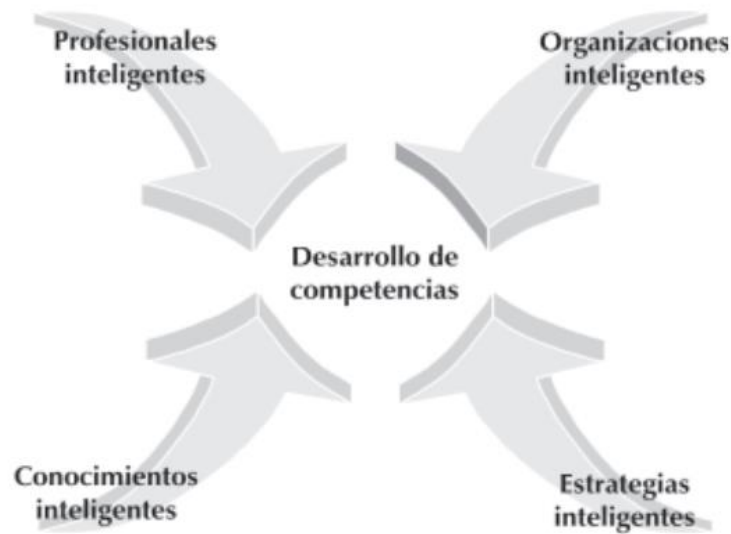 Profesionales
inteligentes
Organizaciones
inteligentes
Desarrollo de
competencias
Conocimientos
inteligentes
Estrategias
inteligentes